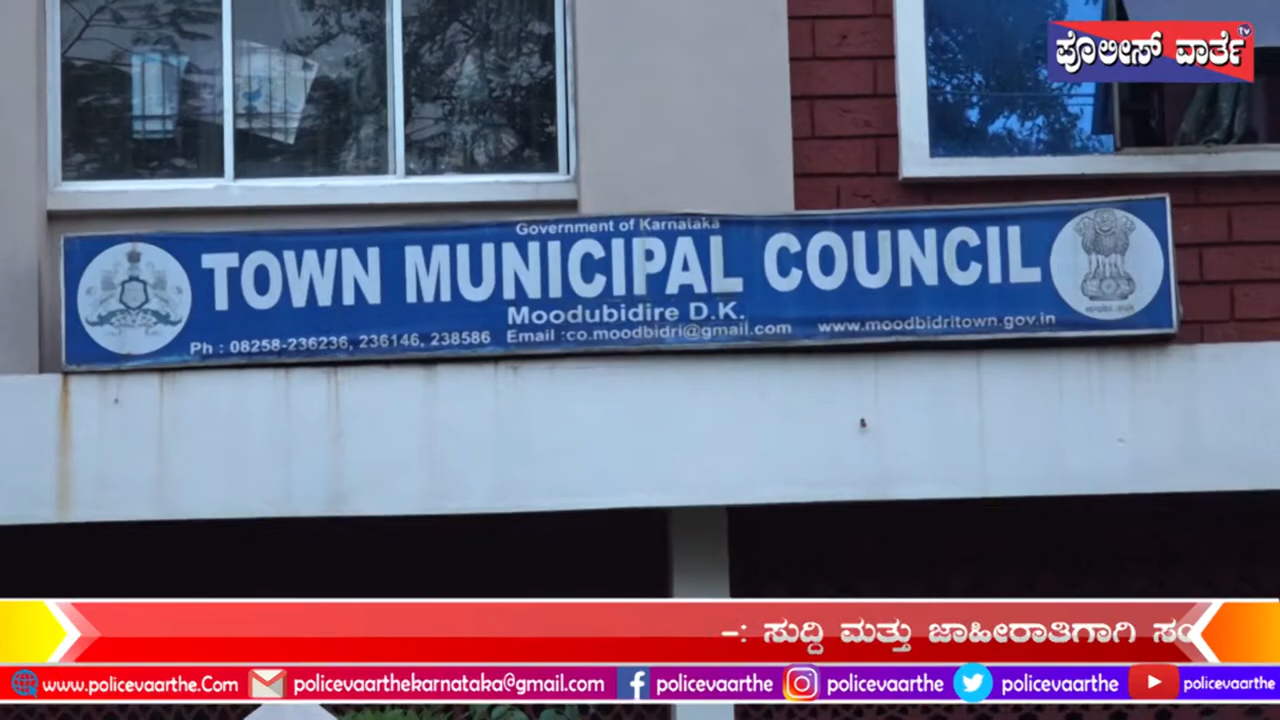 ಪೊಲೀಸ್ ವಾರ್ತೆ tv
Government of Karnataka
TOWN MUNICIPAL COUNCIL
Moodubidire D.K.
Ph : 08258-236236, 236146, 238586 Email :co.moodbidri@gmail.com www.moodbidritown.gov.in
-: ಸುದ್ದಿ ಮತ್ತು ಜಾಹೀರಾತಿಗಾಗಿ
www.policevaarthe.Com policevaarthekarnataka@gmail.com policevaarthe policevaarthe policevaarthe policevaarthe